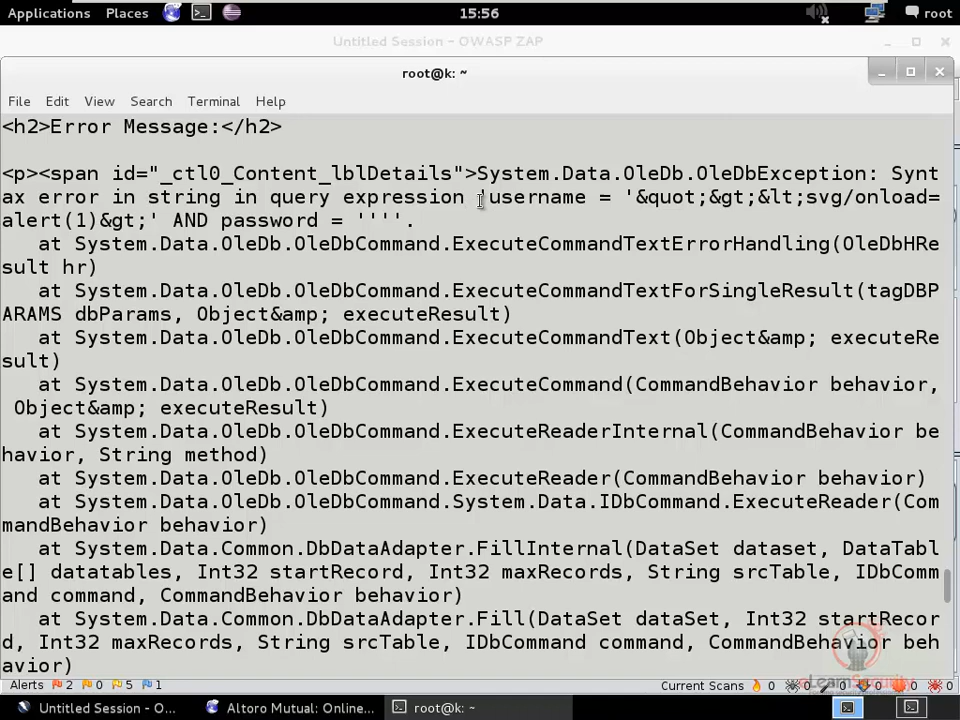 Applications Places 15:56 root
Untitled Session - OWASP ZAP
root@k: ~
File Edit View Search Terminal Help
<h2>Error Message:</h2>
<p><span id="_ctl0_Content_lblDetails">System.Data.OleDb.OleDbException: Synt
ax error in string in query expression 'username = '&quot;&gt;&lt;svg/onload=
alert(1)&gt;' AND password = ''''.
at System.Data.OleDb.OleDbCommand.ExecuteCommandTextErrorHandling(OleDbHRe
sult hr)
at System.Data.OleDb.OleDbCommand.ExecuteCommandTextForSingleResult(tagDBP
ARAMS dbParams, Object&amp; executeResult)
at System.Data.OleDb.OleDbCommand.ExecuteCommandText(Object&amp; executeRe
sult)
at System.Data.OleDb.OleDbCommand.ExecuteCommand(CommandBehavior behavior,
Object&amp; executeResult)
at System.Data.OleDb.OleDbCommand.ExecuteReaderInternal(CommandBehavior be
havior, String method)
at System.Data.OleDb.OleDbCommand.ExecuteReader(CommandBehavior behavior)
at System.Data.OleDb.OleDbCommand.System.Data.IDbCommand.ExecuteReader(Com
mandBehavior behavior)
at System.Data.Common.DbDataAdapter.FillInternal(DataSet dataset, DataTabl
e[] datatables, Int32 startRecord, Int32 maxRecords, String srcTable, IDbComm
and command, CommandBehavior behavior)
at System.Data.Common.DbDataAdapter.Fill(DataSet dataSet, Int32 startRecor
d, Int32 maxRecords, String srcTable, IDbCommand command, CommandBehavior beh
avior)
eLearnSecurity
Alerts 2 0 5 1 Current Scans 0 0 0 0 0 0
Untitled Session - O... Altoro Mutual: Online... root@k: ~